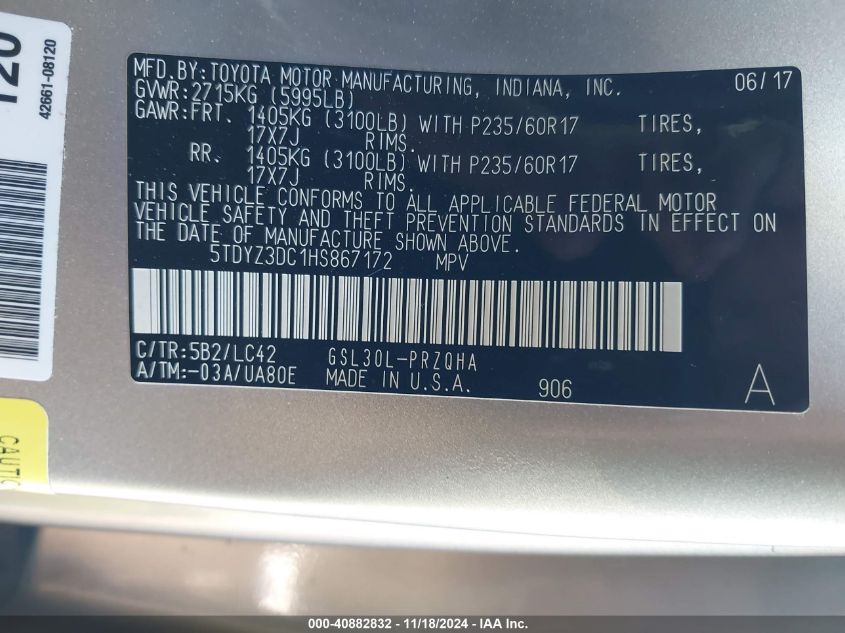 120
42661-08120
MFD.BY:TOYOTA MOTOR MANUFACTURING, INDIANA, INC. 06/17
GVWR:2715KG (5995LB)
GAWR:FRT. 1405KG (3100LB) WITH P235/60R17 TIRES,
17X7J RIMS.
RR. 1405KG (3100LB) WITH P235/60R17 TIRES,
17X7J RIMS.
THIS VEHICLE CONFORMS TO ALL APPLICABLE FEDERAL MOTOR
VEHICLE SAFETY AND THEFT PREVENTION STANDARDS IN EFFECT ON
THE DATE OF MANUFACTURE SHOWN ABOVE.
5TDYZ3DC1HS867172 MPV
C/TR:5B2/LC42 GSL30L-PRZQHA
A/TM:-03A/UA80E MADE IN U.S.A. 906 A
000-40882832 - 11/18/2024 - IAA Inc.